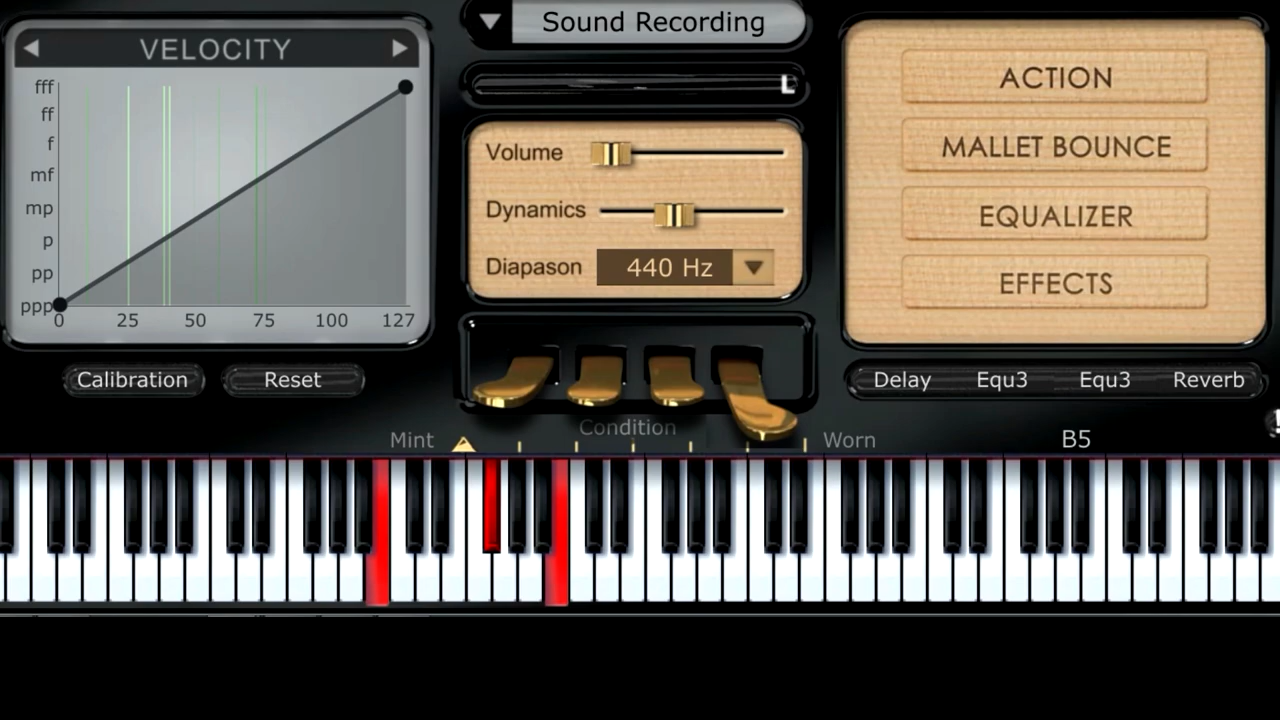 Sound Recording
VELOCITY
fff
ff
f
mf
mp
p
pp
ppp
0 25 50 75 100 127
Calibration
Reset
L
Volume
Dynamics
Diapason
440 Hz
ACTION
MALLET BOUNCE
EQUALIZER
EFFECTS
Delay
Equ3
Equ3
Reverb
Mint
Condition
Worn
B5